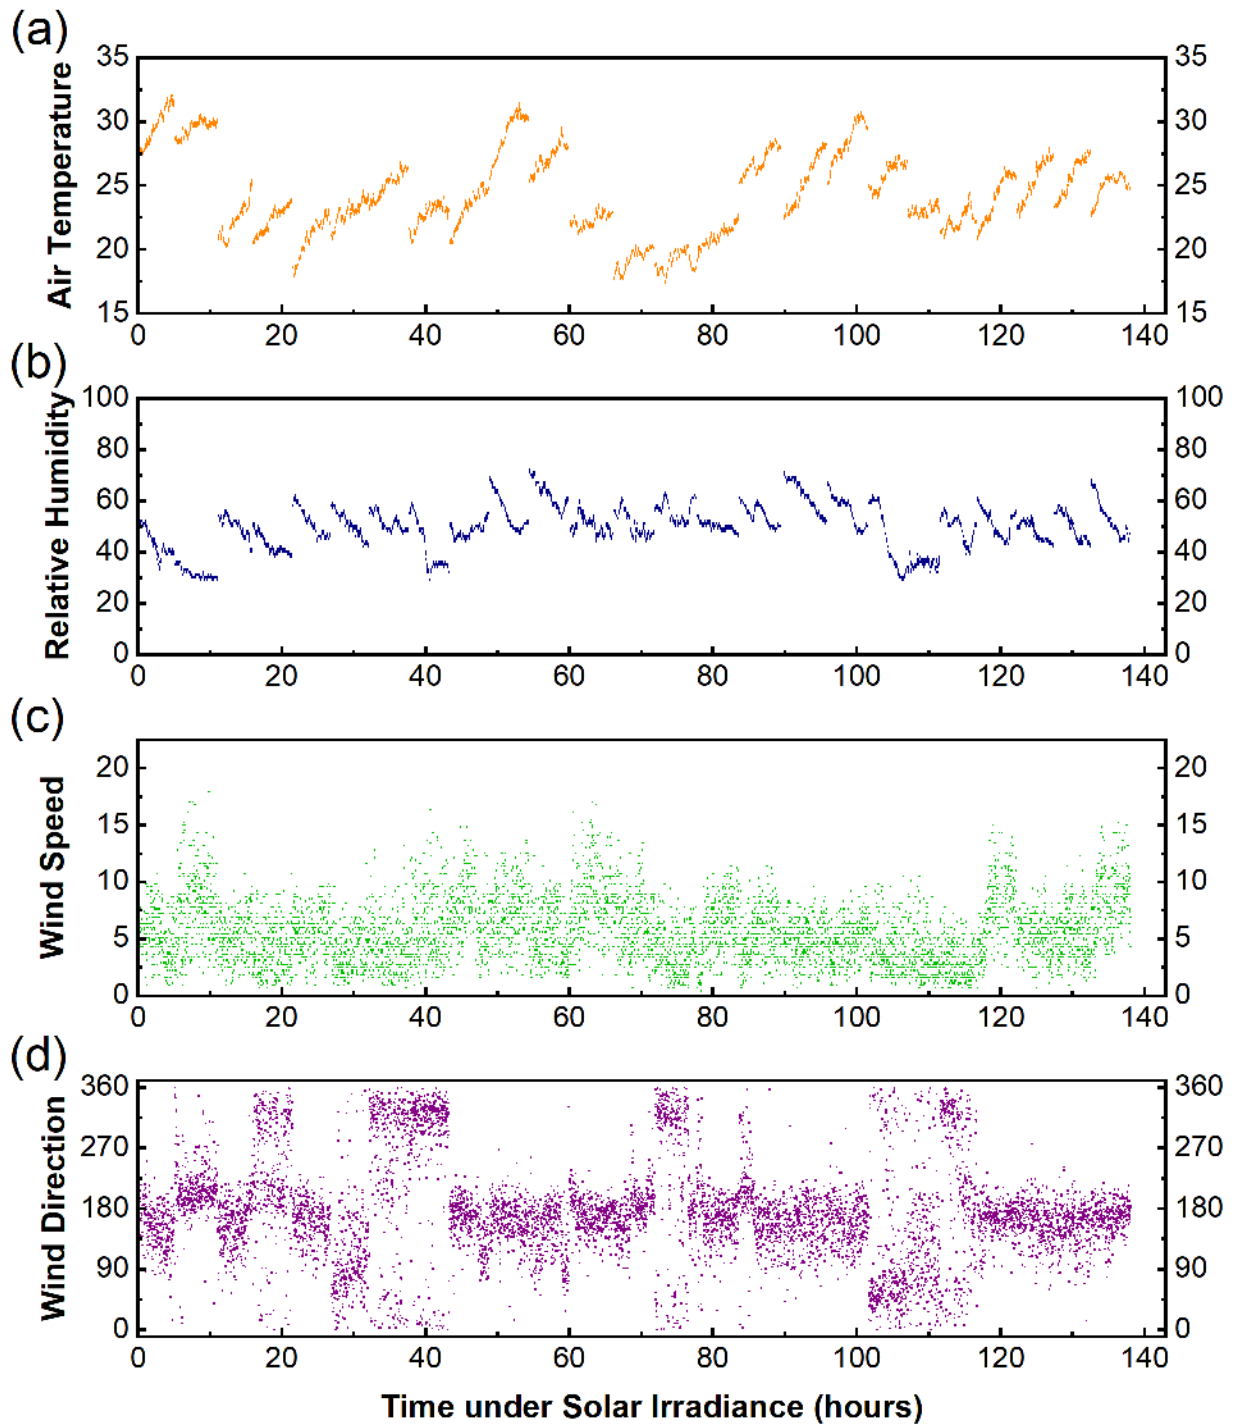 (a)
Air Temperature
35 30 25 20 15
35 30 25 20 15
0 20 40 60 80 100 120 140
(b)
Relative Humidity
100 80 60 40 20 0
100 80 60 40 20 0
0 20 40 60 80 100 120 140
(c)
Wind Speed
20 15 10 5 0
20 15 10 5 0
0 20 40 60 80 100 120 140
(d)
Wind Direction
360 270 180 90 0
360 270 180 90 0
0 20 40 60 80 100 120 140
Time under Solar Irradiance (hours)